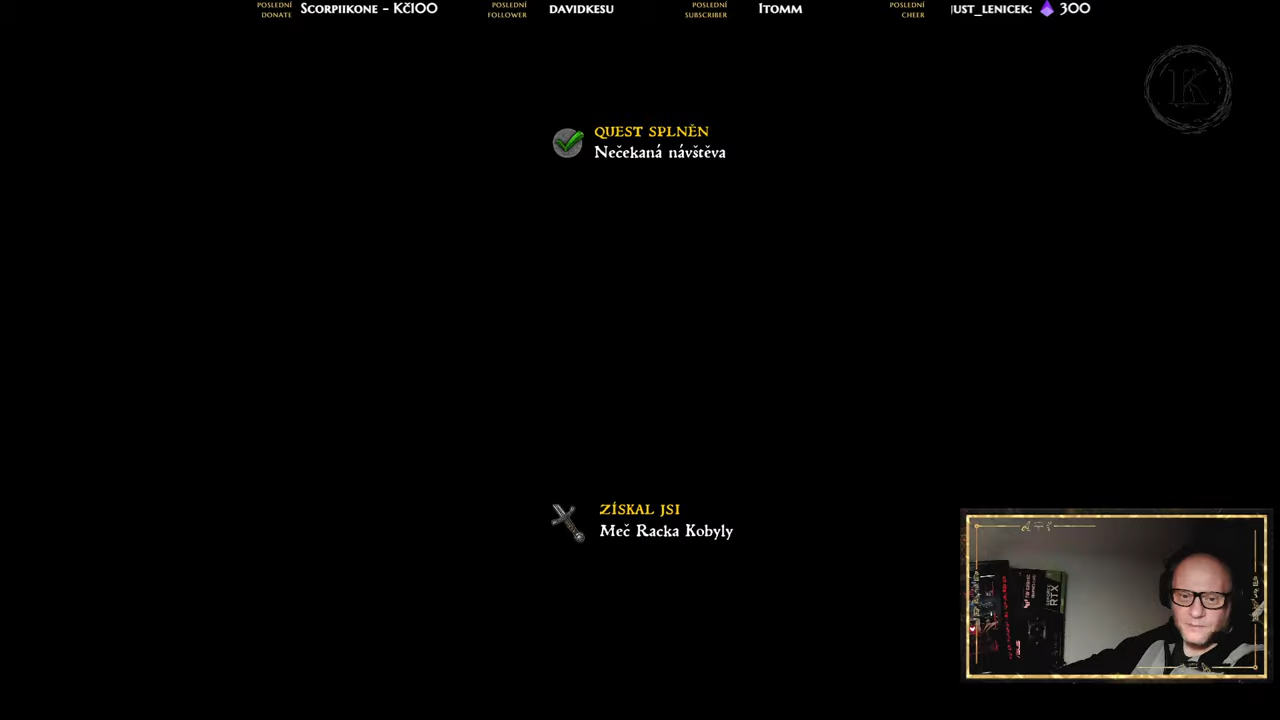 POSLEDNÍ
DONATE
Scorpiikone - Kč100
POSLEDNÍ
FOLLOWER
davidkesu
POSLEDNÍ
SUBSCRIBER
Itomm
POSLEDNÍ
CHEER
just_lenicek: 300
K
QUEST SPLNĚN
Nečekaná návštěva
ZÍSKAL JSI
Meč Racka Kobyly
RTX